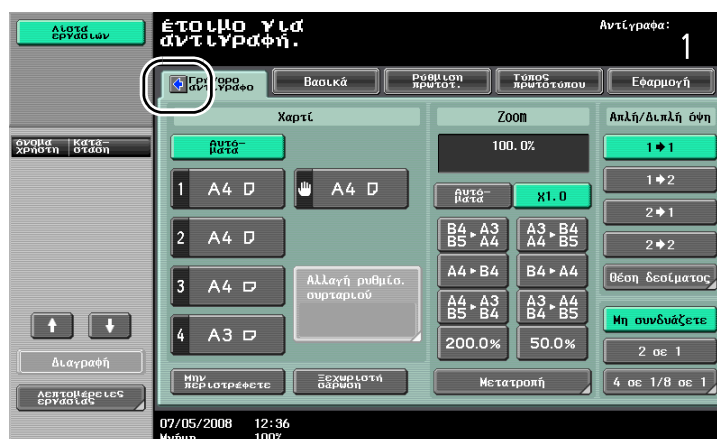 Λίστα
εργασιών
έτοιμο για
αντιγραφή.
Αντίγραφα:
1
Γρήγορο
αντίγραφο
Βασικά
Ρύθμιση
πρωτοτ.
Τύπος
πρωτοτύπου
Εφαρμογή
όνομα
χρήστη
Κατά-
σταση
Χαρτί
Αυτό-
ματα
1 A4
A4
2 A4
3 A4
4 A3
Αλλαγή ρυθμίσ.
συρταριού
Μην
περιστρέφετε
Ξεχωριστή
σάρωση
Zoom
100.0%
Αυτό-
ματα
x1.0
B4▸A3
B5▸A4
A3▸B4
A4▸B5
A4▸B4
B4▸A4
A4▸A3
B5▸B4
A3▸A4
B4▸B5
200.0%
50.0%
Μετατροπή
Απλή/Διπλή όψη
1➧1
1➧2
2➧1
2➧2
Θέση δεσίματος
Μη συνδυάζετε
2 σε 1
4 σε 1/8 σε 1
Διαγραφή
Λεπτομέρειες
εργασίας
07/05/2008 12:36
Μνήμη 100%